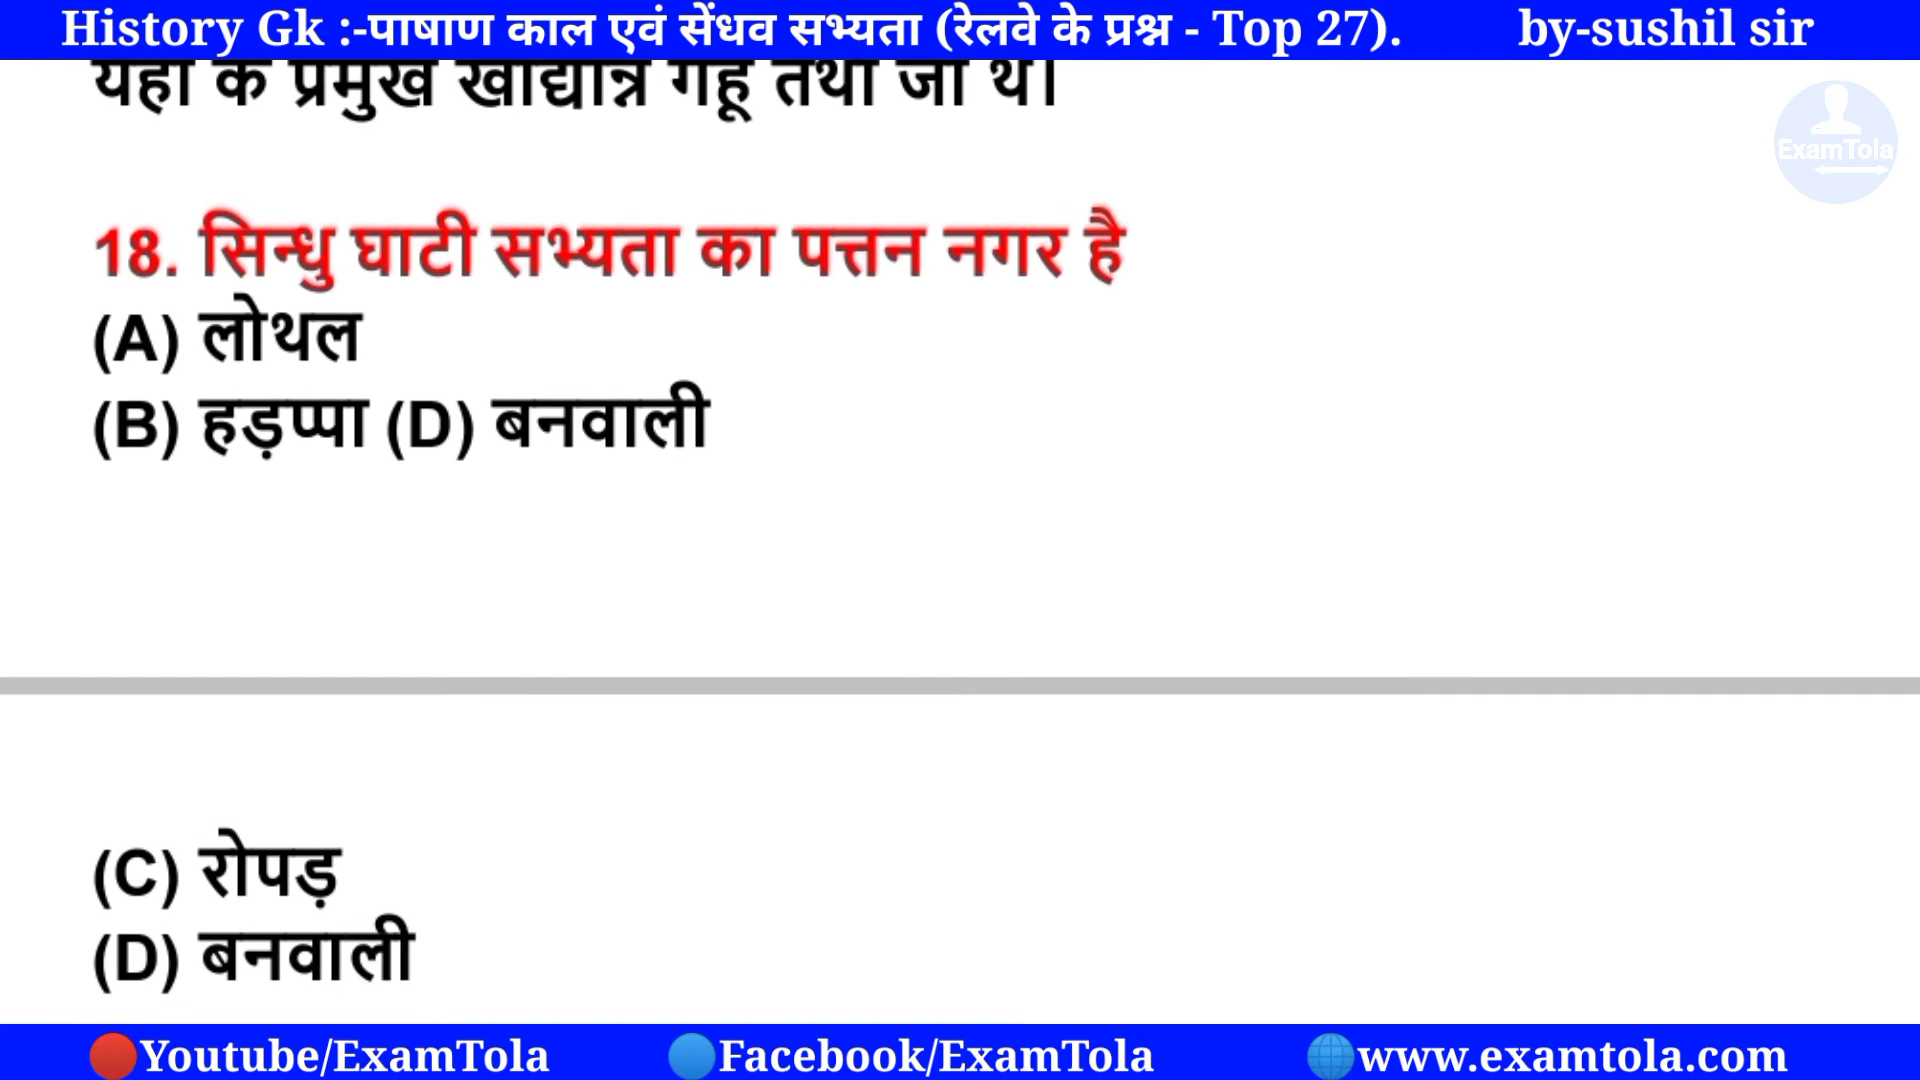 History Gk :-पाषाण काल एवं सेंधव सभ्यता (रेलवे के प्रश्न - Top 27). by-sushil sir
यहाँ के प्रमुख खाद्यान्न गेहूँ तथा जौ थे।
ExamTola
18. सिन्धु घाटी सभ्यता का पत्तन नगर है
(A) लोथल
(B) हड़प्पा (D) बनवाली
(C) रोपड़
(D) बनवाली
Youtube/ExamTola Facebook/ExamTola www.examtola.com